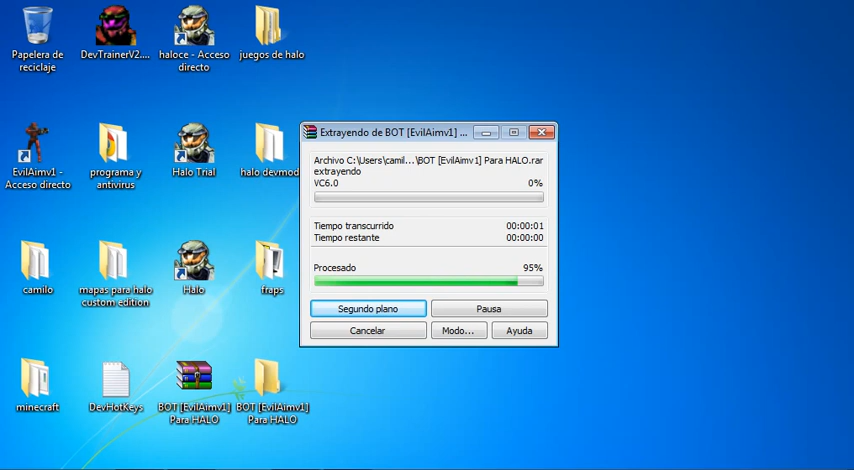 Papelera de
reciclaje
DevTrainerV2....
haloce - Acceso
directo
juegos de halo
EvilAimv1 -
Acceso directo
programa y
antivirus
Halo Trial
halo devmod
camilo
mapas para halo
custom edition
Halo
fraps
minecraft
DevHotKeys
BOT [EvilAimv1]
Para HALO
BOT [EvilAimv1]
Para HALO
Extrayendo de BOT [EvilAimv1] ...
Archivo C:\Users\camil...\BOT [EvilAimv1] Para HALO.rar
extrayendo
VC6.0 0%
Tiempo transcurrido 00:00:01
Tiempo restante 00:00:00
Procesado 95%
Segundo plano Pausa
Cancelar Modo... Ayuda